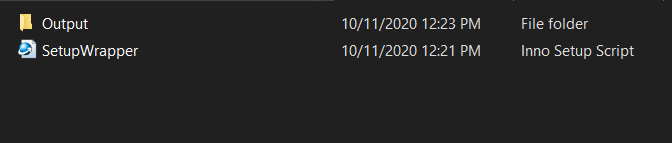 Output 10/11/2020 12:23 PM File folder
SetupWrapper 10/11/2020 12:21 PM Inno Setup Script